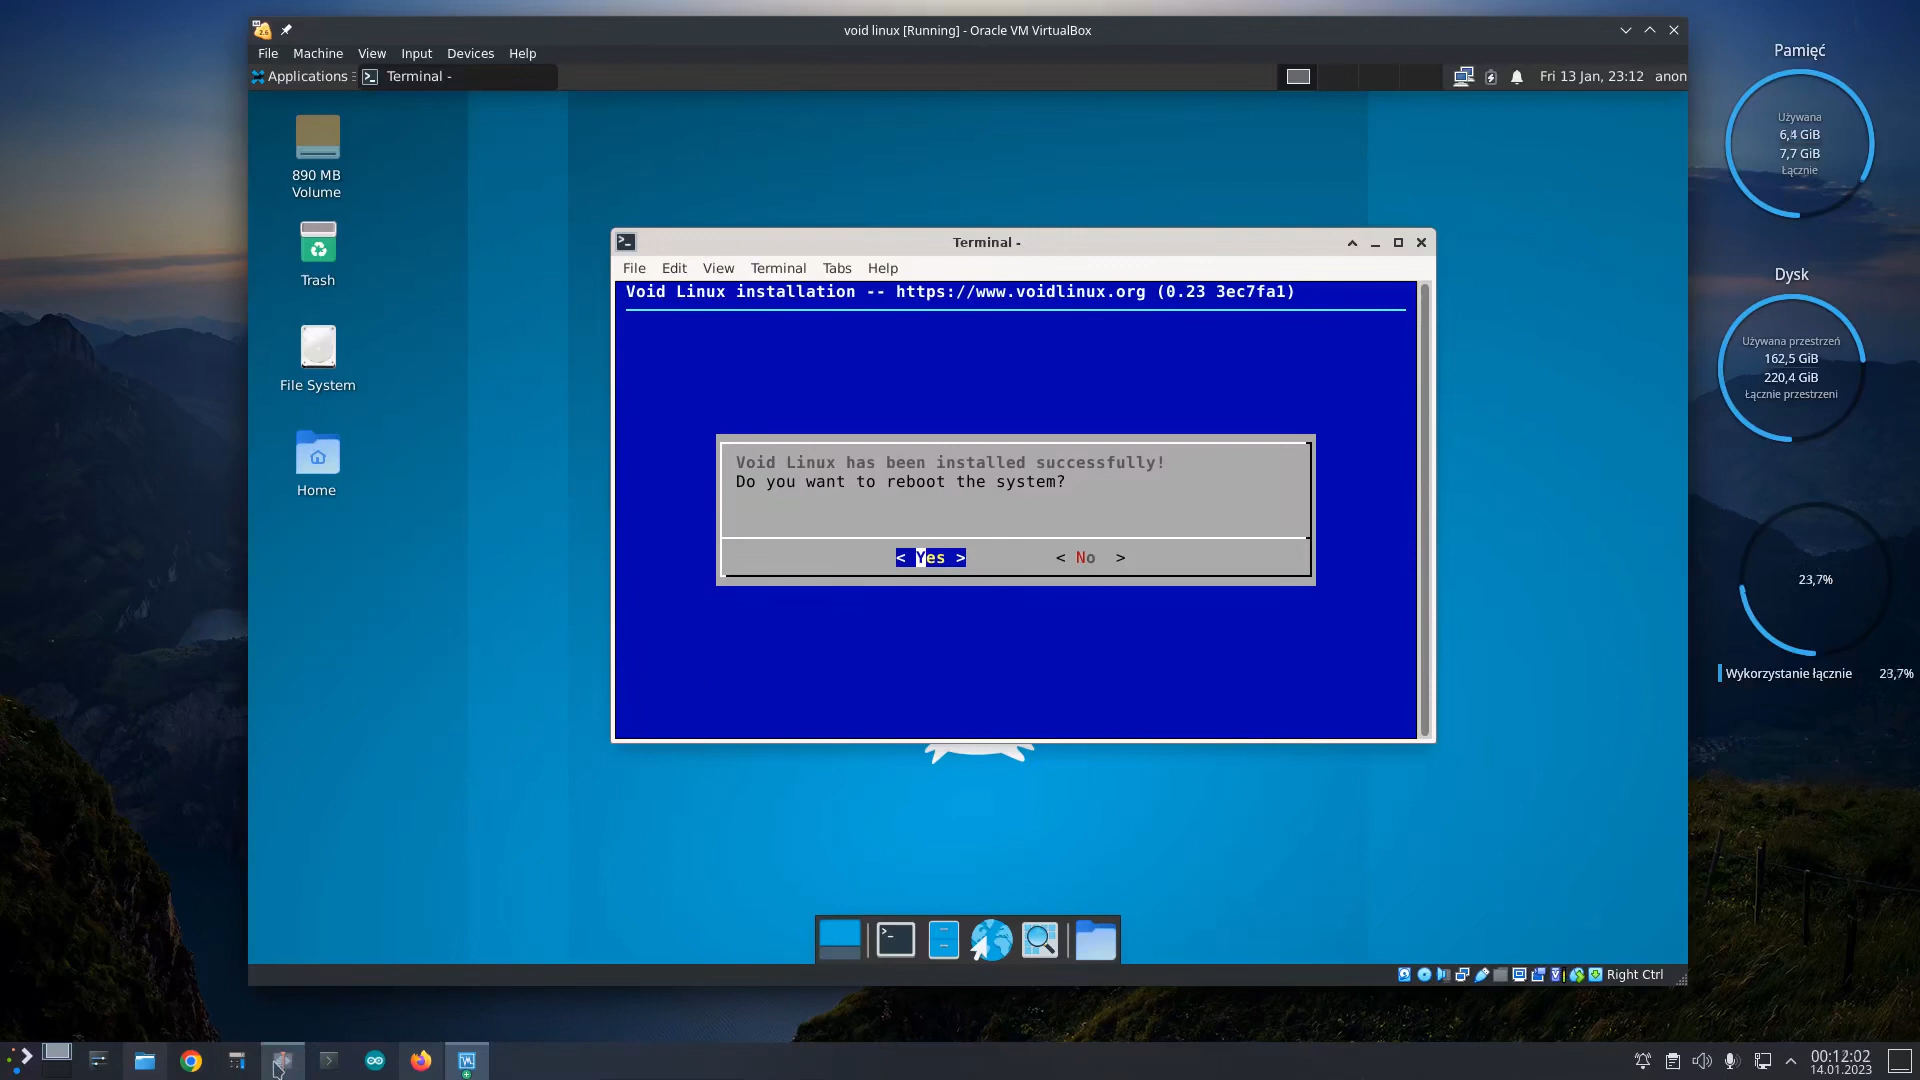 void linux [Running] - Oracle VM VirtualBox
File Machine View Input Devices Help
Applications Terminal - Fri 13 Jan, 23:12 anon
890 MB
Volume
Trash
File System
Home
Terminal -
File Edit View Terminal Tabs Help
Void Linux installation -- https://www.voidlinux.org (0.23 3ec7fa1)
Void Linux has been installed successfully!
Do you want to reboot the system?
< Yes > < No >
Right Ctrl
Pamięć
Używana
6,4 GiB
7,7 GiB
Łącznie
Dysk
Używana przestrzeń
162,5 GiB
220,4 GiB
Łącznie przestrzeni
23,7%
Wykorzystanie łącznie 23,7%
00:12:02
14.01.2023